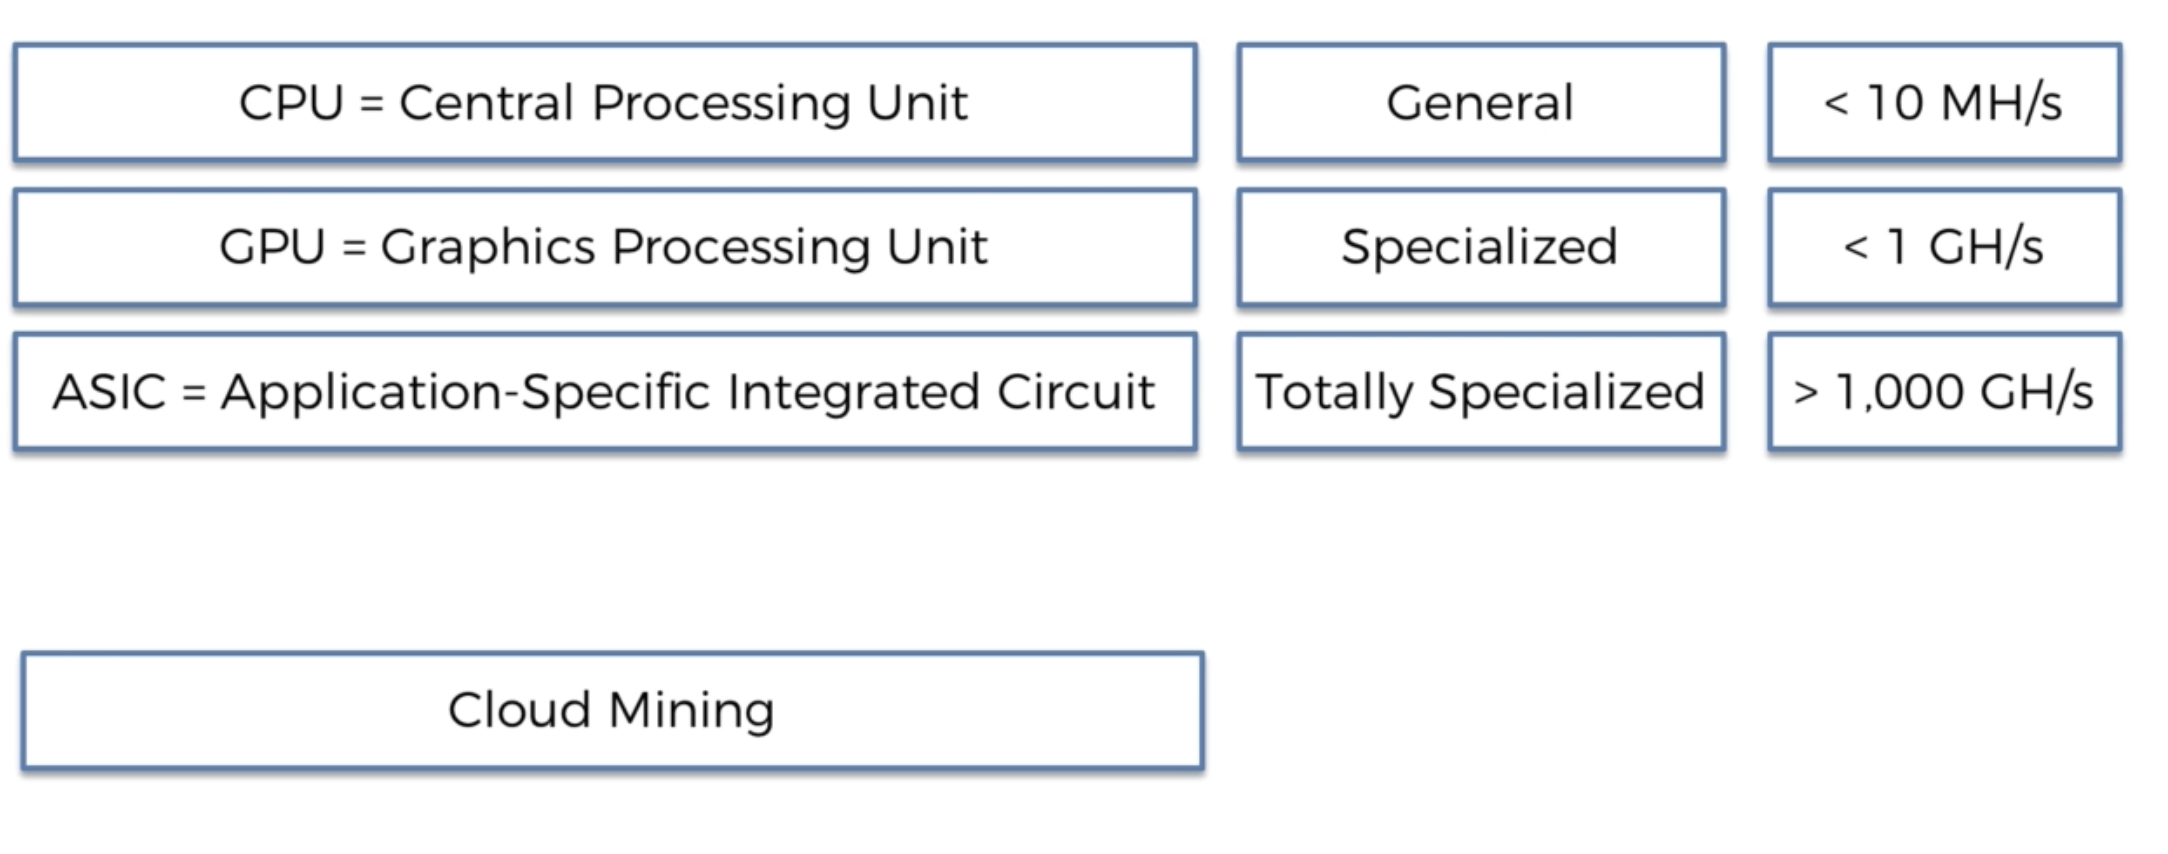 CPU = Central Processing Unit
General
< 10 MH/s
GPU = Graphics Processing Unit
Specialized
< 1 GH/s
ASIC = Application-Specific Integrated Circuit
Totally Specialized
> 1,000 GH/s
Cloud Mining